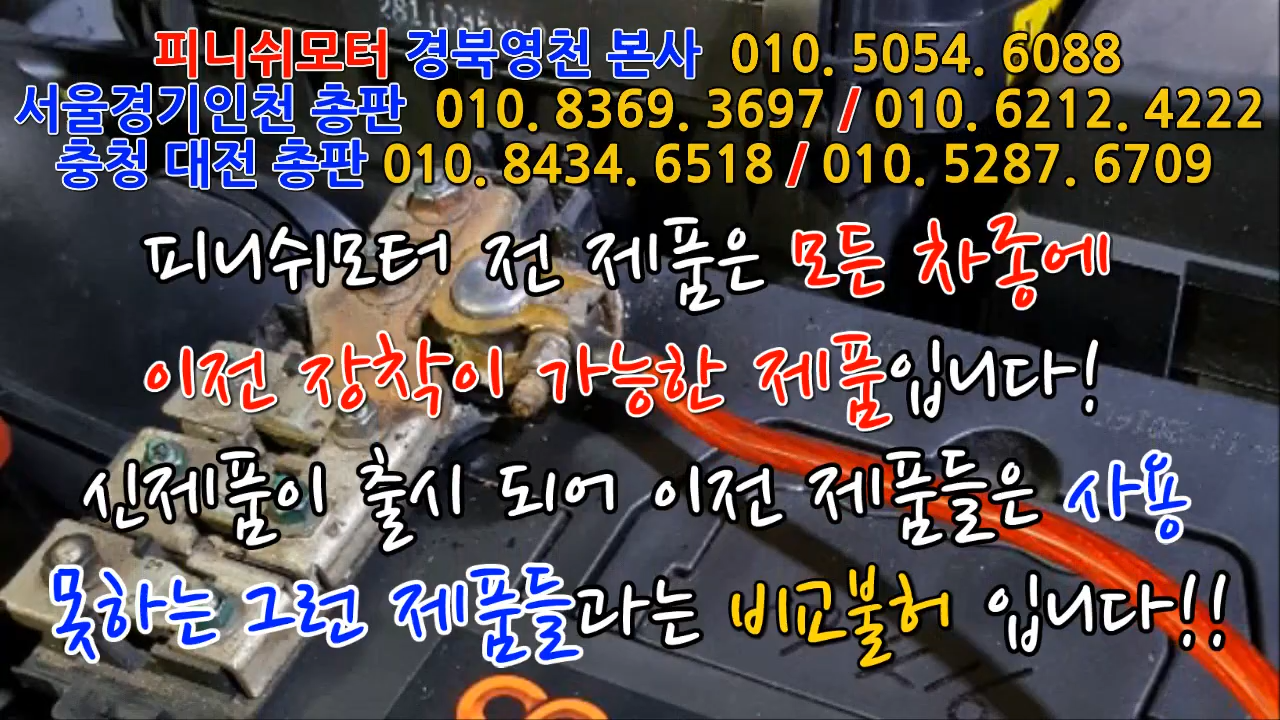 피니쉬모터 경북영천 본사 010. 5054. 6088
서울경기인천 총판 010. 8369. 3697 / 010. 6212. 4222
충청 대전 총판 010. 8434. 6518 / 010. 5287. 6709
피니쉬모터 전 제품은 모든 차종에
이전 장착이 가능한 제품입니다!
신제품이 출시 되어 이전 제품들은 사용
못하는 그런 제품들과는 비교불허 입니다!!